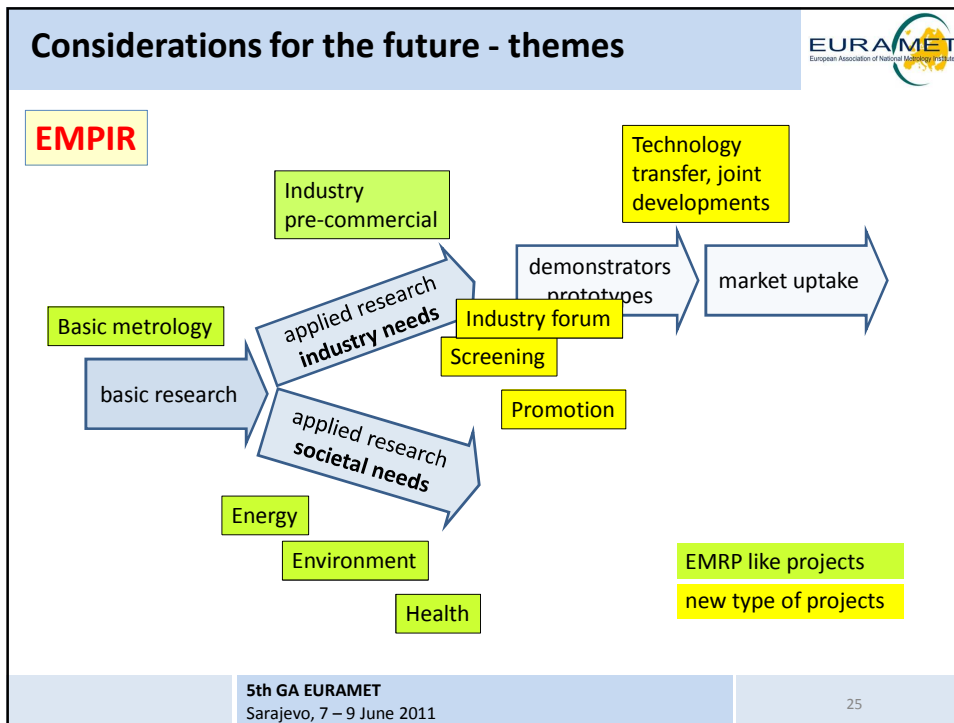 Considerations for the future - themes
EURAMET
European Association of National Metrology Institutes
EMPIR
Technology
transfer, joint
developments
Industry
pre-commercial
demonstrators
prototypes
market uptake
applied research
industry needs
Industry forum
Basic metrology
Screening
basic research
Promotion
applied research
societal needs
Energy
Environment
EMRP like projects
Health
new type of projects
5th GA EURAMET
Sarajevo, 7 – 9 June 2011
25